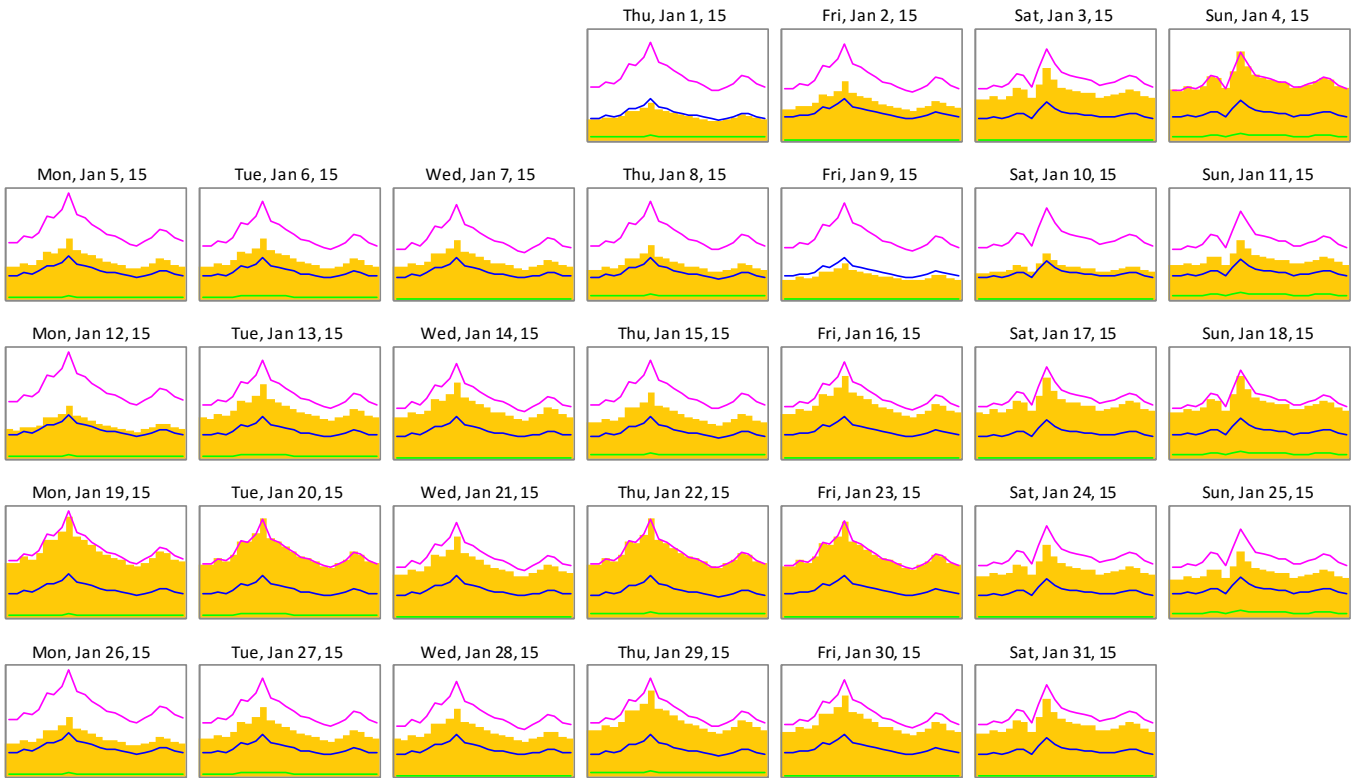 Thu, Jan 1, 15 Fri, Jan 2, 15 Sat, Jan 3, 15 Sun, Jan 4, 15
Mon, Jan 5, 15 Tue, Jan 6, 15 Wed, Jan 7, 15 Thu, Jan 8, 15 Fri, Jan 9, 15 Sat, Jan 10, 15 Sun, Jan 11, 15
Mon, Jan 12, 15 Tue, Jan 13, 15 Wed, Jan 14, 15 Thu, Jan 15, 15 Fri, Jan 16, 15 Sat, Jan 17, 15 Sun, Jan 18, 15
Mon, Jan 19, 15 Tue, Jan 20, 15 Wed, Jan 21, 15 Thu, Jan 22, 15 Fri, Jan 23, 15 Sat, Jan 24, 15 Sun, Jan 25, 15
Mon, Jan 26, 15 Tue, Jan 27, 15 Wed, Jan 28, 15 Thu, Jan 29, 15 Fri, Jan 30, 15 Sat, Jan 31, 15